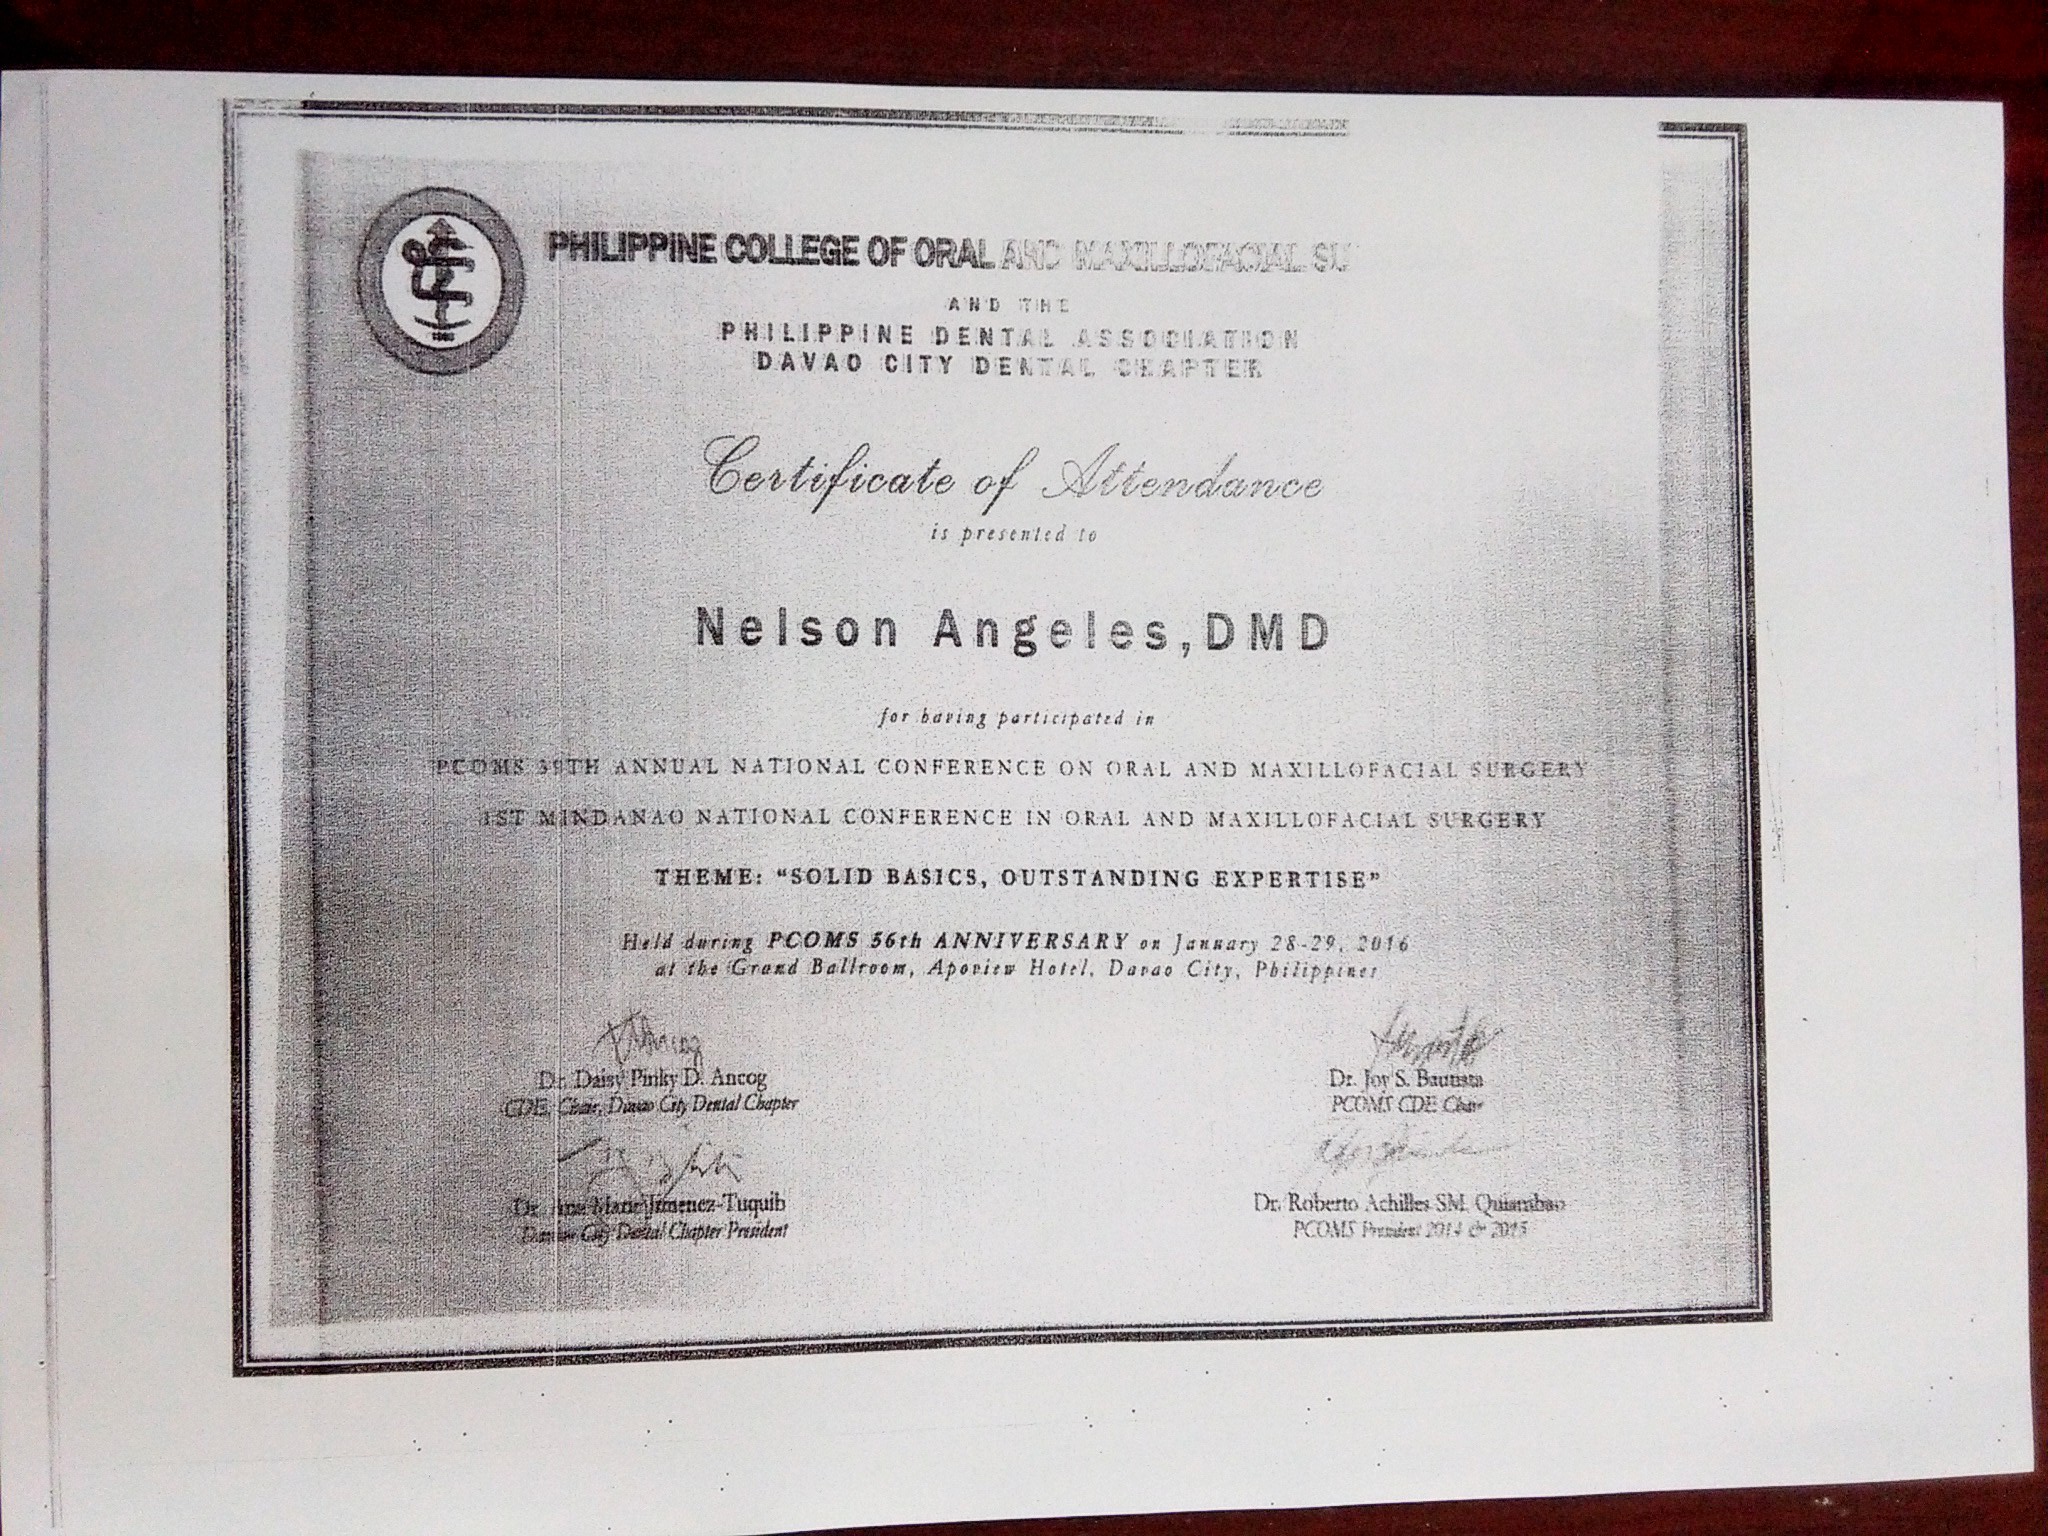 PHILIPPINE COLLEGE OF ORAL AND MAXILLOFACIAL SU
AND THE
PHILIPPINE DENTAL ASSOCIATION
DAVAO CITY DENTAL CHAPTER
Certificate of Attendance
is presented to
Nelson Angeles, DMD
for having participated in
PCOMS 39TH ANNUAL NATIONAL CONFERENCE ON ORAL AND MAXILLOFACIAL SURGERY
1ST MINDANAO NATIONAL CONFERENCE IN ORAL AND MAXILLOFACIAL SURGERY
THEME: "SOLID BASICS, OUTSTANDING EXPERTISE"
Held during PCOMS 56th ANNIVERSARY on January 28-29, 2016
at the Grand Ballroom, Apoview Hotel, Davao City, Philippines
Dr. Daisy Pinky D. Ancog
CDE Chair, Davao City Dental Chapter
Dr. Joy S. Bautista
PCOMS CDE Chair
Dr. Ana Marie Jimenez-Tuquib
Davao City Dental Chapter President
Dr. Roberto Achilles SM. Quiambao
PCOMS President 2014 & 2015